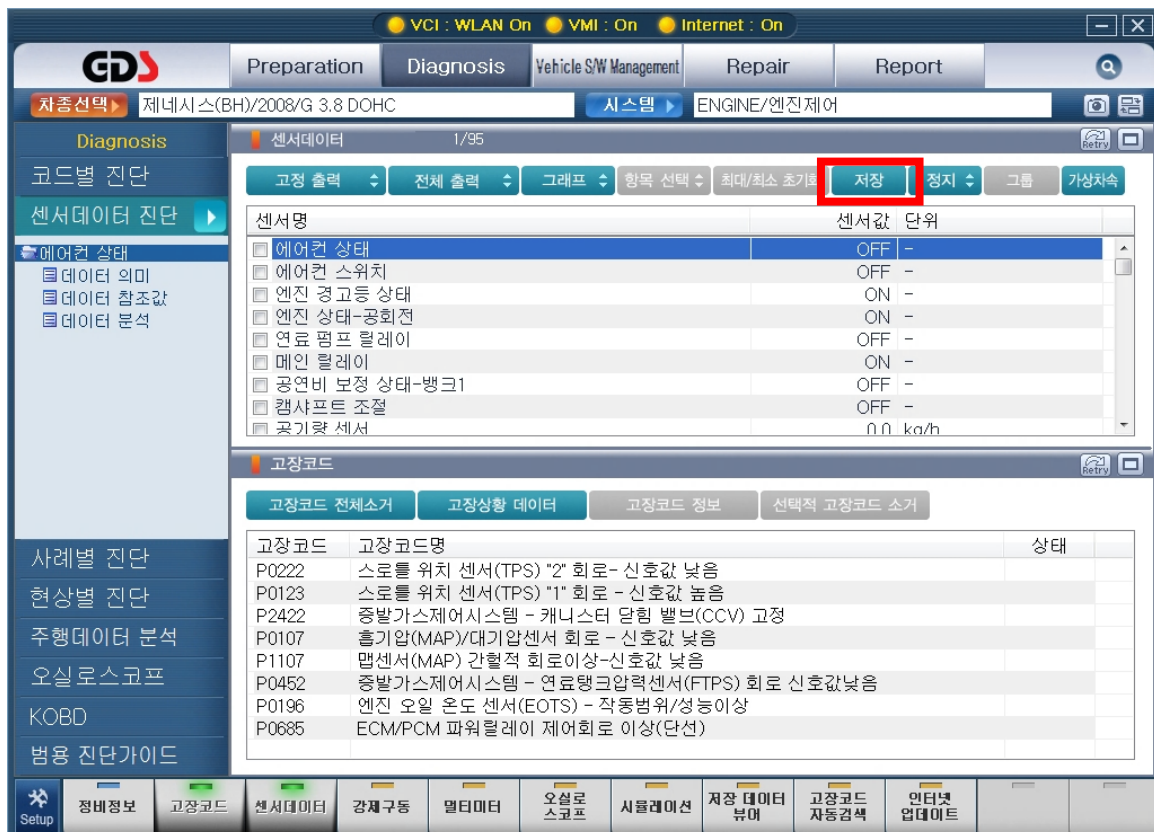 VCI : WLAN On VMI : On Internet : On
GDS Preparation Diagnosis Vehicle S/W Management Repair Report
차종선택 제네시스(BH)/2008/G 3.8 DOHC 시스템 ENGINE/엔진제어
Diagnosis
코드별 진단
센서데이터 진단
에어컨 상태
데이터 의미
데이터 참조값
데이터 분석
사례별 진단
현상별 진단
주행데이터 분석
오실로스코프
KOBD
범용 진단가이드
센서데이터 1/95 Retry
고정 출력 전체 출력 그래프 항목 선택 최대/최소 초기화 저장 정지 그룹 가상차속
센서명 센서값 단위
에어컨 상태 OFF -
에어컨 스위치 OFF -
엔진 경고등 상태 ON -
엔진 상태-공회전 ON -
연료 펌프 릴레이 OFF -
메인 릴레이 ON -
공연비 보정 상태-뱅크1 OFF -
캠샤프트 조절 OFF -
공기량 센서 0.0 kg/h
고장코드 Retry
고장코드 전체소거 고장상황 데이터 고장코드 정보 선택적 고장코드 소거
고장코드 고장코드명 상태
P0222 스로틀 위치 센서(TPS) "2" 회로- 신호값 낮음
P0123 스로틀 위치 센서(TPS) "1" 회로 - 신호값 높음
P2422 증발가스제어시스템 - 캐니스터 닫힘 밸브(CCV) 고정
P0107 흡기압(MAP)/대기압센서 회로 - 신호값 낮음
P1107 맵센서(MAP) 간헐적 회로이상-신호값 낮음
P0452 증발가스제어시스템 - 연료탱크압력센서(FTPS) 회로 신호값낮음
P0196 엔진 오일 온도 센서(EOTS) - 작동범위/성능이상
P0685 ECM/PCM 파워릴레이 제어회로 이상(단선)
Setup 정비정보 고장코드 센서데이터 강제구동 멀티미터 오실로 스코프 시뮬레이션 저장 데이터 뷰어 고장코드 자동검색 인터넷 업데이트